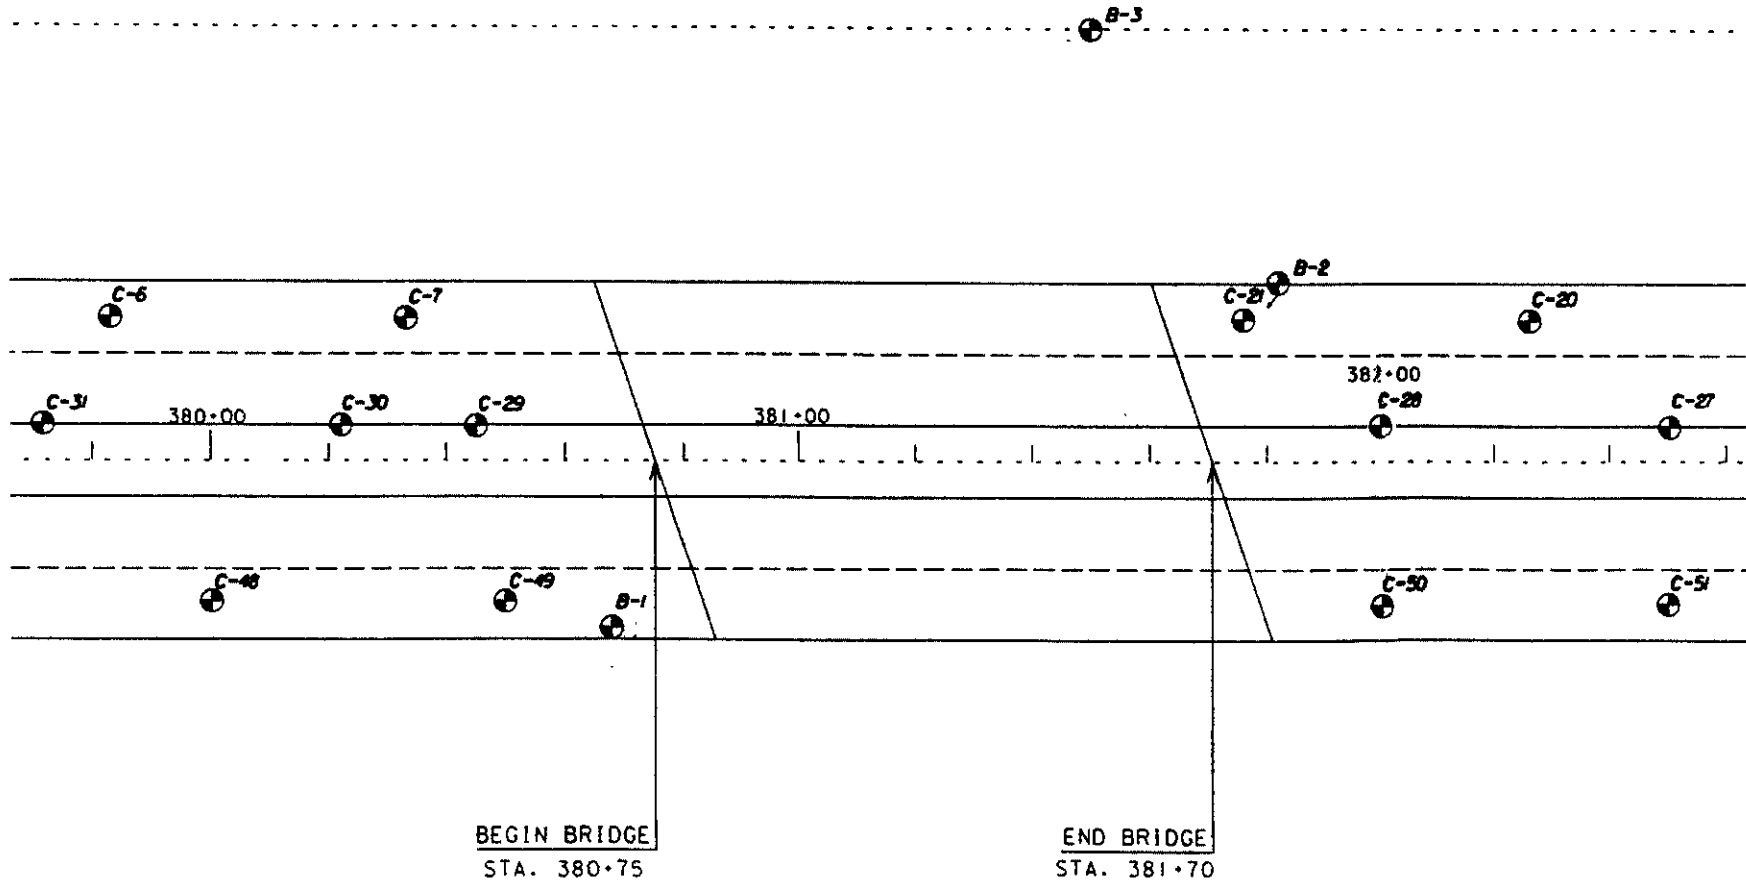 B-3
B-2
C-6
C-7
C-21
C-20
382+00
C-31
380+00
C-30
C-29
381+00
C-28
C-27
C-48
C-49
B-1
C-50
C-51
BEGIN BRIDGE
STA. 380+75
END BRIDGE
STA. 381+70